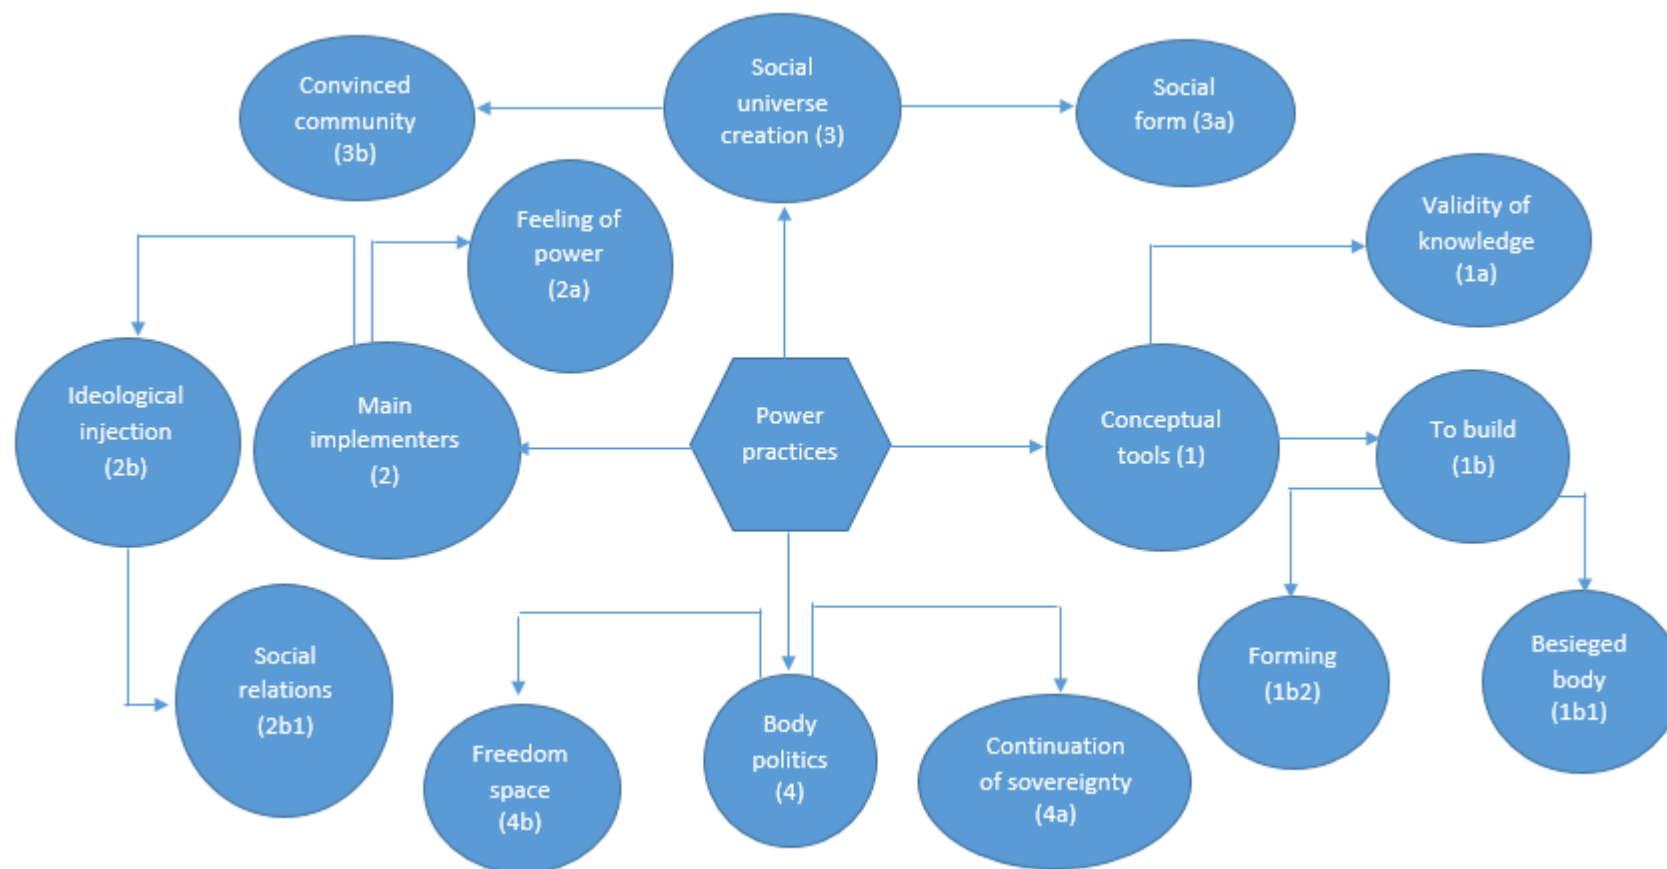 Convinced
community
(3b)
Social
universe
creation (3)
Social
form (3a)
Feeling of
power
(2a)
Validity of
knowledge
(1a)
Ideological
injection
(2b)
Main
implementers
(2)
Power
practices
Conceptual
tools (1)
To build
(1b)
Social
relations
(2b1)
Freedom
space
(4b)
Body
politics
(4)
Continuation
of sovereignty
(4a)
Forming
(1b2)
Besieged
body
(1b1)